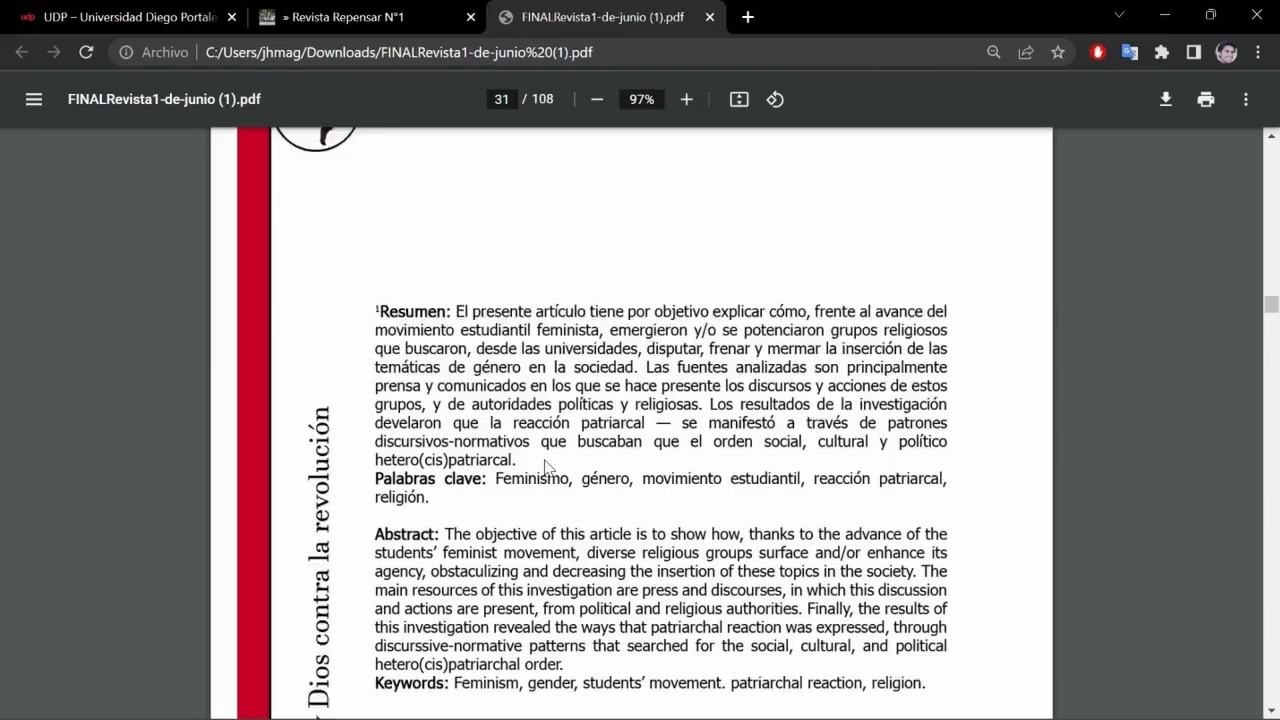 UDP – Universidad Diego Portale
» Revista Repensar N°1
FINALRevista1-de-junio (1).pdf
Archivo
C:/Users/jhmag/Downloads/FINALRevista1-de-junio%20(1).pdf
FINALRevista1-de-junio (1).pdf
31 / 108
97%
¹Resumen: El presente artículo tiene por objetivo explicar cómo, frente al avance del
movimiento estudiantil feminista, emergieron y/o se potenciaron grupos religiosos
que buscaron, desde las universidades, disputar, frenar y mermar la inserción de las
temáticas de género en la sociedad. Las fuentes analizadas son principalmente
prensa y comunicados en los que se hace presente los discursos y acciones de estos
grupos, y de autoridades políticas y religiosas. Los resultados de la investigación
develaron que la reacción patriarcal — se manifestó a través de patrones
discursivos-normativos que buscaban que el orden social, cultural y político
hetero(cis)patriarcal.
Palabras clave: Feminismo, género, movimiento estudiantil, reacción patriarcal,
religión.
Abstract: The objective of this article is to show how, thanks to the advance of the
students’ feminist movement, diverse religious groups surface and/or enhance its
agency, obstaculizing and decreasing the insertion of these topics in the society. The
main resources of this investigation are press and discourses, in which this discussion
and actions are present, from political and religious authorities. Finally, the results of
this investigation revealed the ways that patriarchal reaction was expressed, through
discurssive-normative patterns that searched for the social, cultural, and political
hetero(cis)patriarchal order.
Keywords: Feminism, gender, students’ movement. patriarchal reaction, religion.
Dios contra la revolución